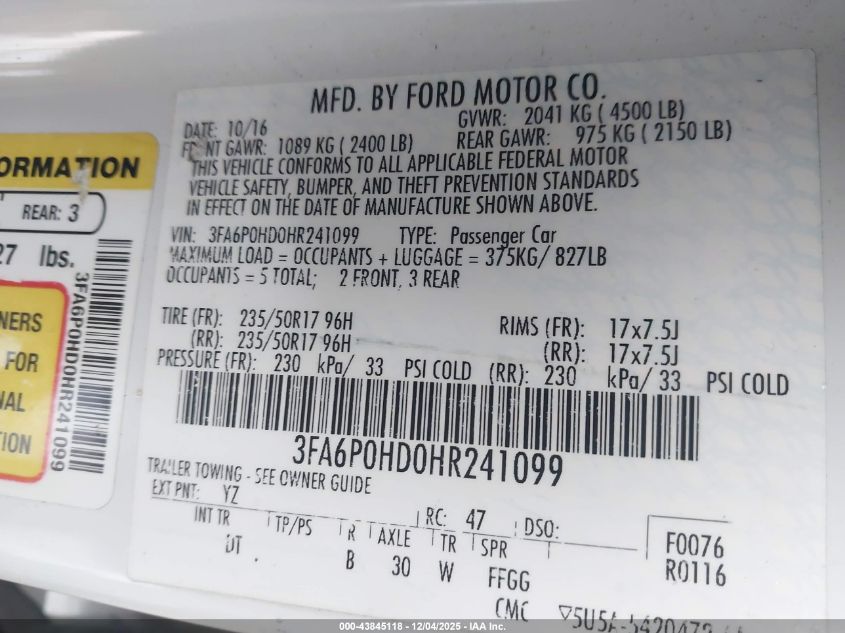 MFD. BY FORD MOTOR CO.
DATE: 10/16 GVWR: 2041 KG ( 4500 LB)
FRONT GAWR: 1089 KG ( 2400 LB) REAR GAWR: 975 KG ( 2150 LB)
THIS VEHICLE CONFORMS TO ALL APPLICABLE FEDERAL MOTOR
VEHICLE SAFETY, BUMPER, AND THEFT PREVENTION STANDARDS
IN EFFECT ON THE DATE OF MANUFACTURE SHOWN ABOVE.
VIN: 3FA6P0HD0HR241099 TYPE: Passenger Car
MAXIMUM LOAD = OCCUPANTS + LUGGAGE = 375KG/ 827LB
OCCUPANTS = 5 TOTAL; 2 FRONT, 3 REAR
TIRE (FR): 235/50R17 96H RIMS (FR): 17x7.5J
(RR): 235/50R17 96H (RR): 17x7.5J
PRESSURE (FR): 230 kPa/ 33 PSI COLD (RR): 230 kPa/ 33 PSI COLD
3FA6P0HD0HR241099
TRAILER TOWING - SEE OWNER GUIDE
EXT PNT: YZ RC: 47 DSO:
INT TR TP/PS R AXLE TR SPR
DT B 30 W FFGG
F0076
R0116
CMC
ORMATION
REAR: 3
27 lbs.
3FA6P0HD0HR241099
NERS
FOR
NAL
TION
000-43845118 - 12/04/2025 - IAA Inc.